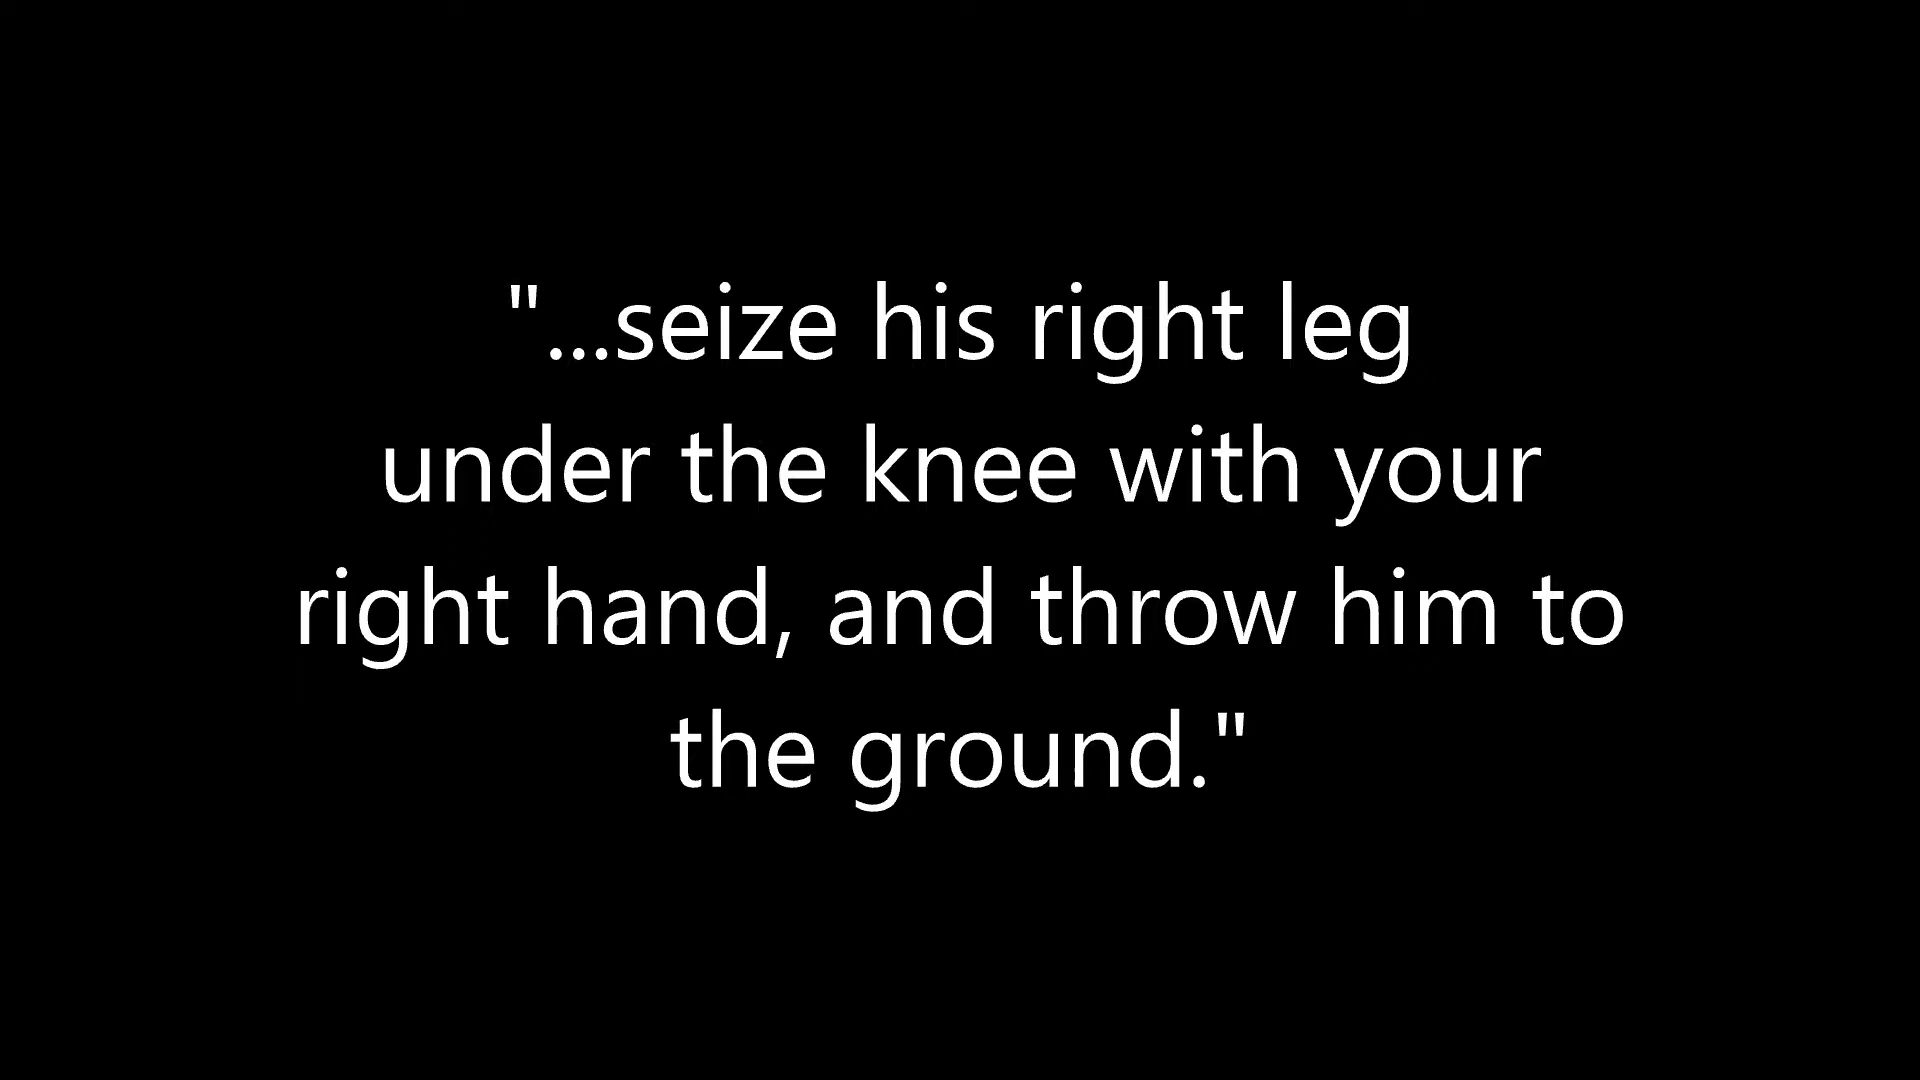 "...seize his right leg
under the knee with your
right hand, and throw him to
the ground."